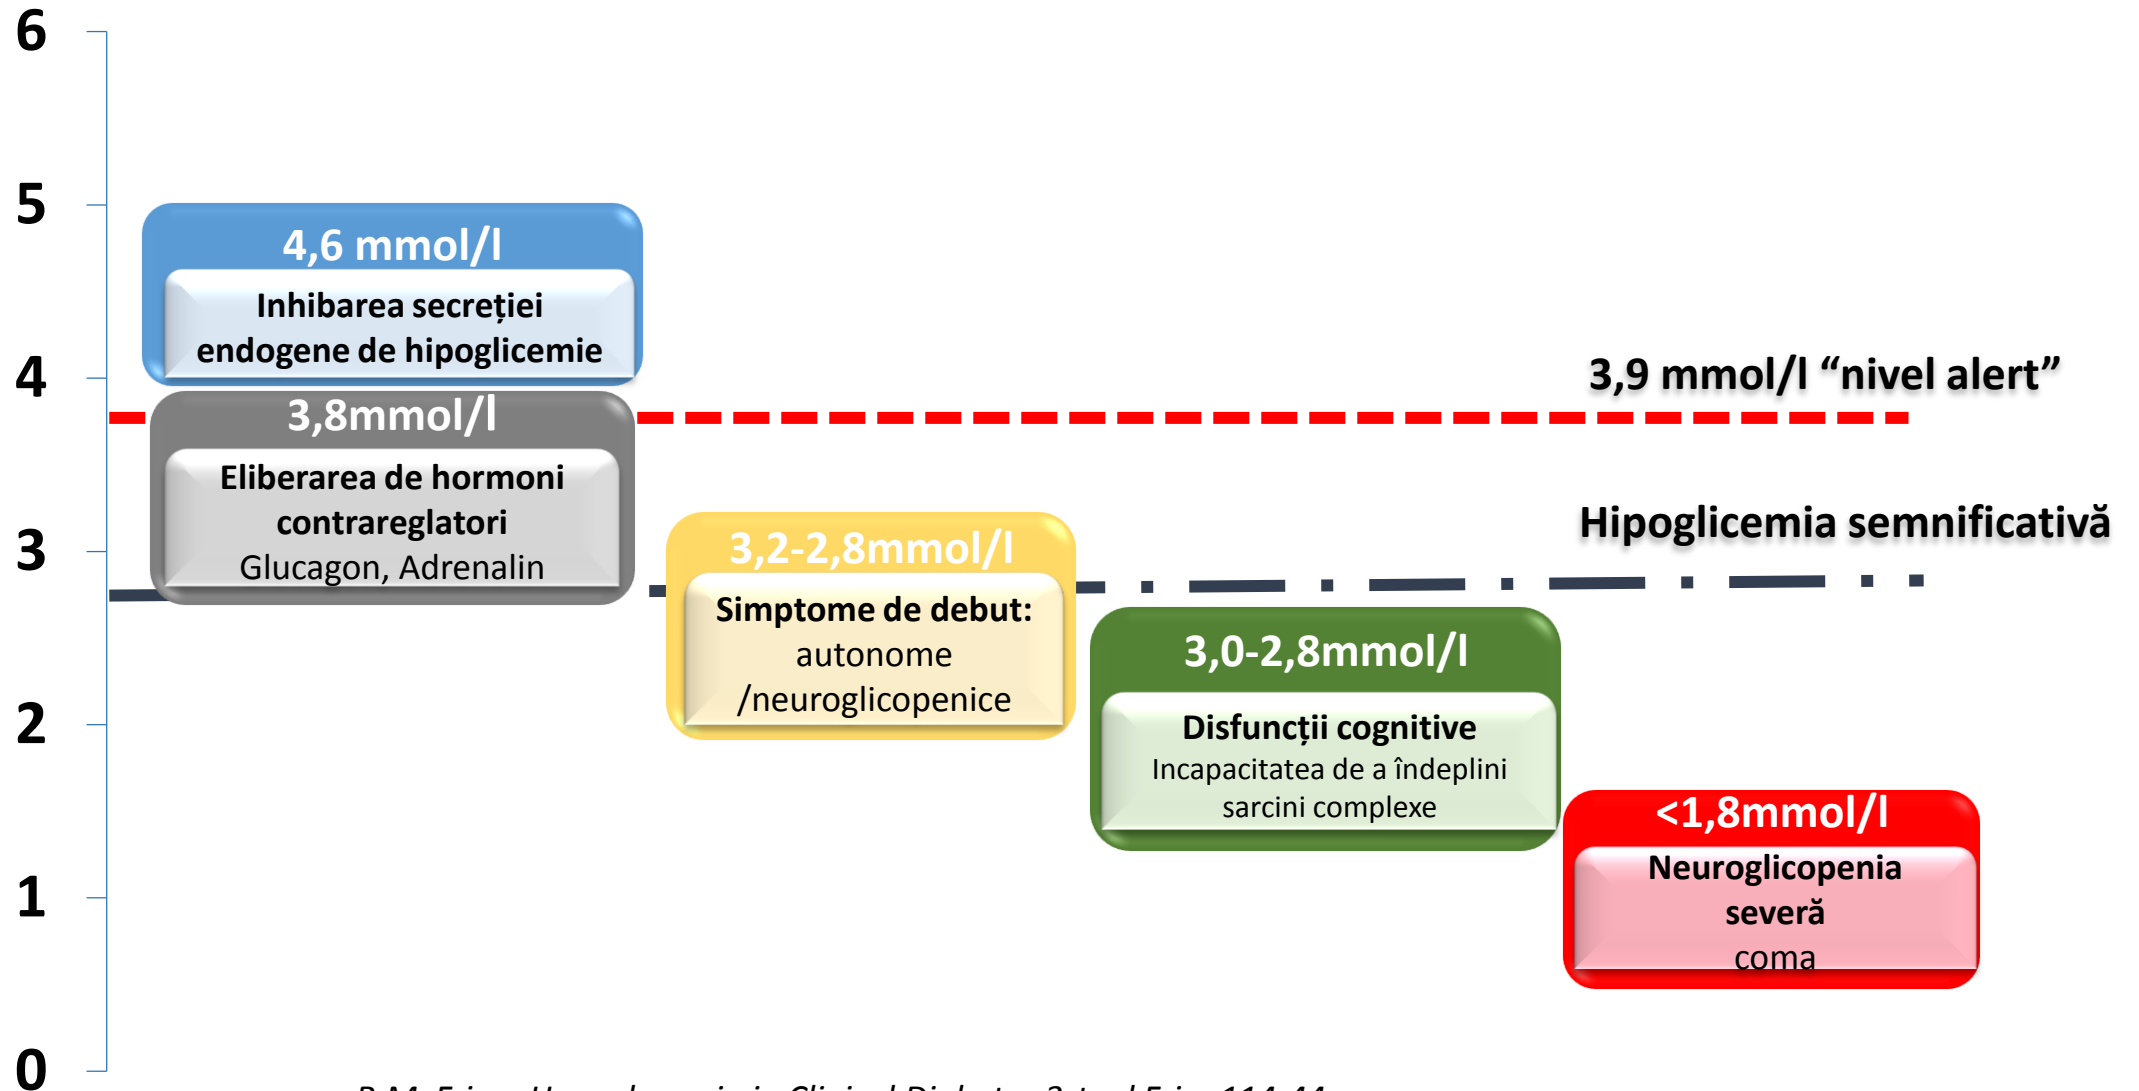 6
5
4,6 mmol/l
Inhibarea secreției
endogene de hipoglicemie
4
3,9 mmol/l “nivel alert”
3,8mmol/l
Eliberarea de hormoni
contrareglatori
Glucagon, Adrenalin
Hipoglicemia semnificativă
3
3,2-2,8mmol/l
Simptome de debut:
autonome
/neuroglicopenice
3,0-2,8mmol/l
Disfuncții cognitive
Incapacitatea de a îndeplini
sarcini complexe
2
<1,8mmol/l
Neuroglicopenia
severă
coma
1
0